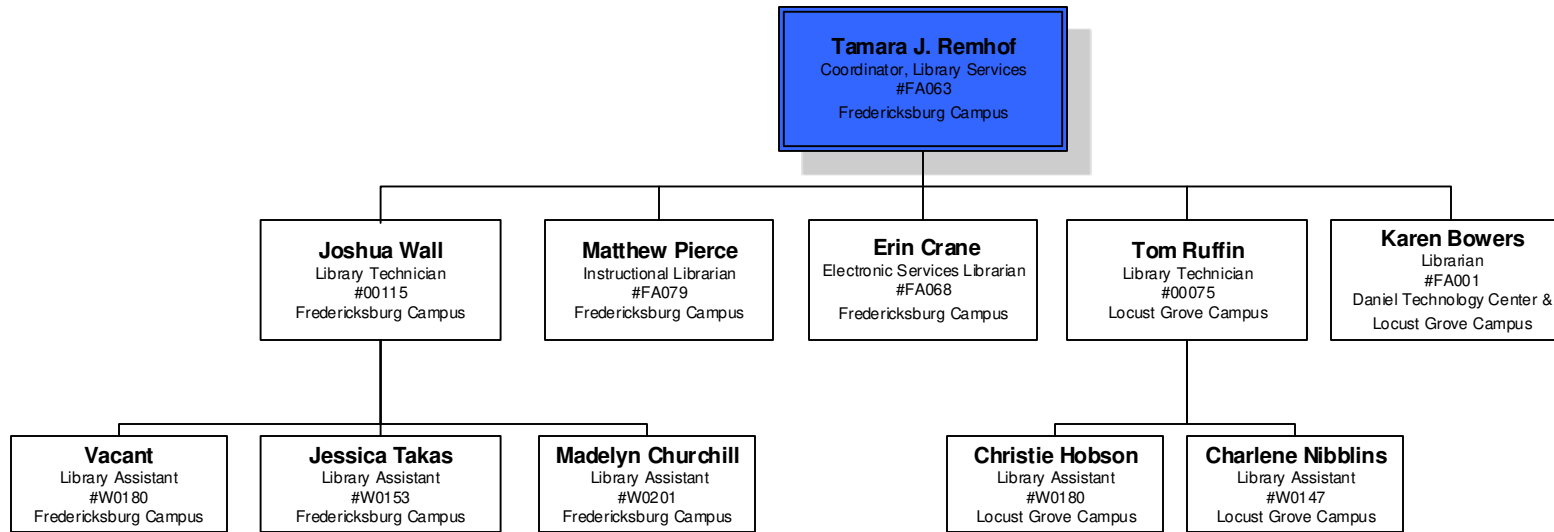 Tamara J. Remhof
Coordinator, Library Services
#FA063
Fredericksburg Campus
Joshua Wall
Library Technician
#00115
Fredericksburg Campus
Matthew Pierce
Instructional Librarian
#FA079
Fredericksburg Campus
Erin Crane
Electronic Services Librarian
#FA068
Fredericksburg Campus
Tom Ruffin
Library Technician
#00075
Locust Grove Campus
Karen Bowers
Librarian
#FA001
Daniel Technology Center &
Locust Grove Campus
Vacant
Library Assistant
#W0180
Fredericksburg Campus
Jessica Takas
Library Assistant
#W0153
Fredericksburg Campus
Madelyn Churchill
Library Assistant
#W0201
Fredericksburg Campus
Christie Hobson
Library Assistant
#W0180
Locust Grove Campus
Charlene Nibblins
Library Assistant
#W0147
Locust Grove Campus